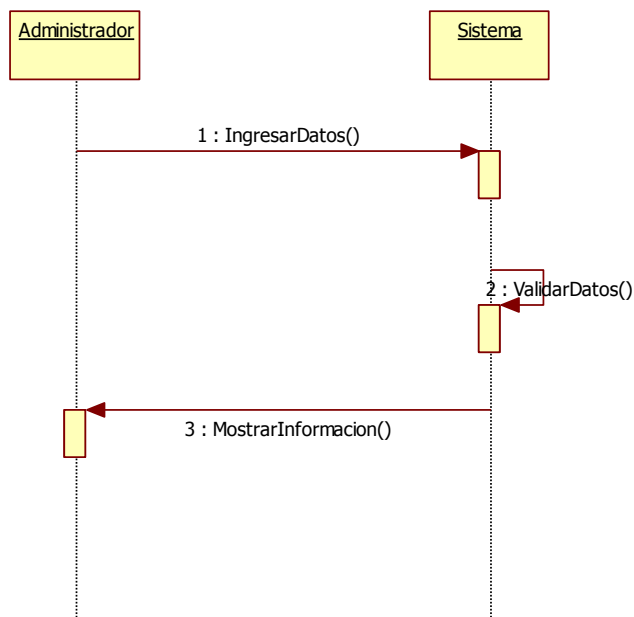 Administrador
Sistema
1 : IngresarDatos()
2 : ValidarDatos()
3 : MostrarInformacion()